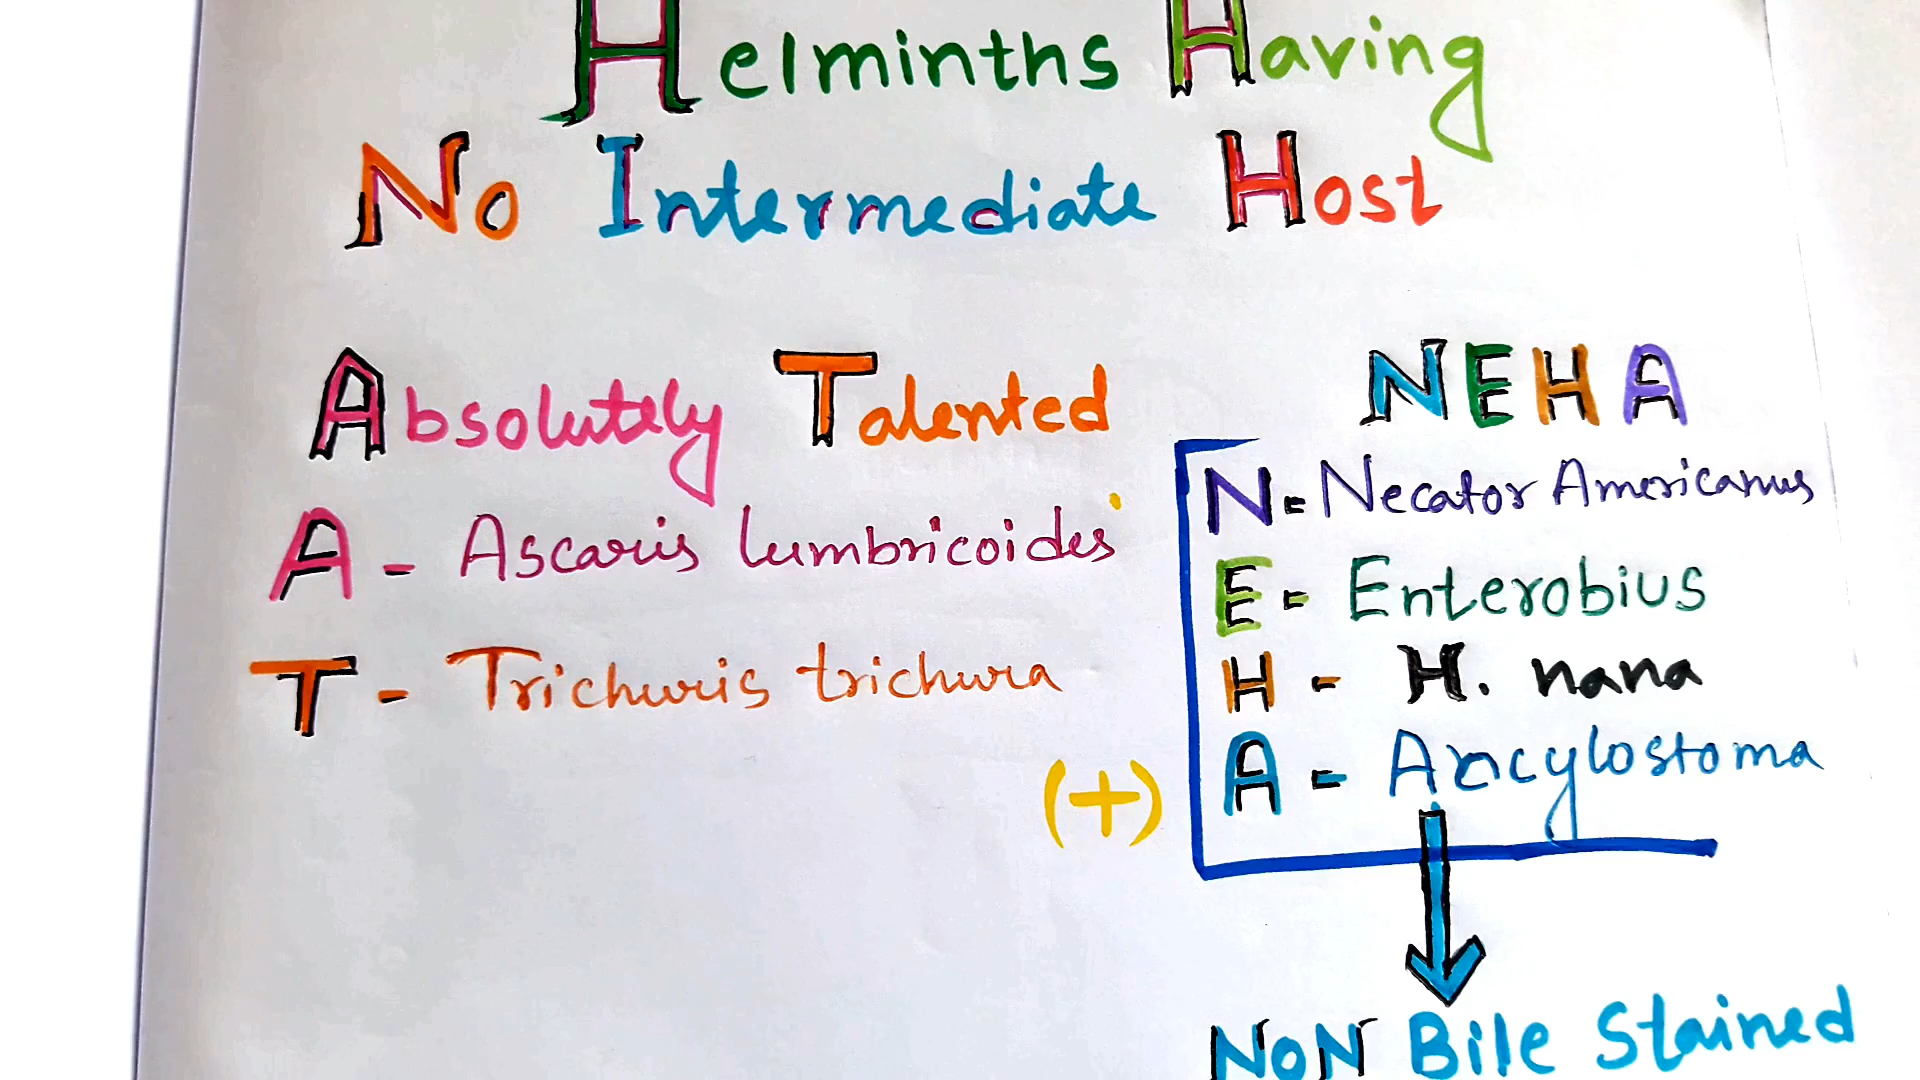 Helminths Having
No Intermediate Host
Absolutely Talented
A - Ascaris lumbricoides
T - Trichuris trichura
(+)
NEHA
N = Necator Americanus
E = Enterobius
H - H. nana
A = Ancylostoma
NON Bile Stained